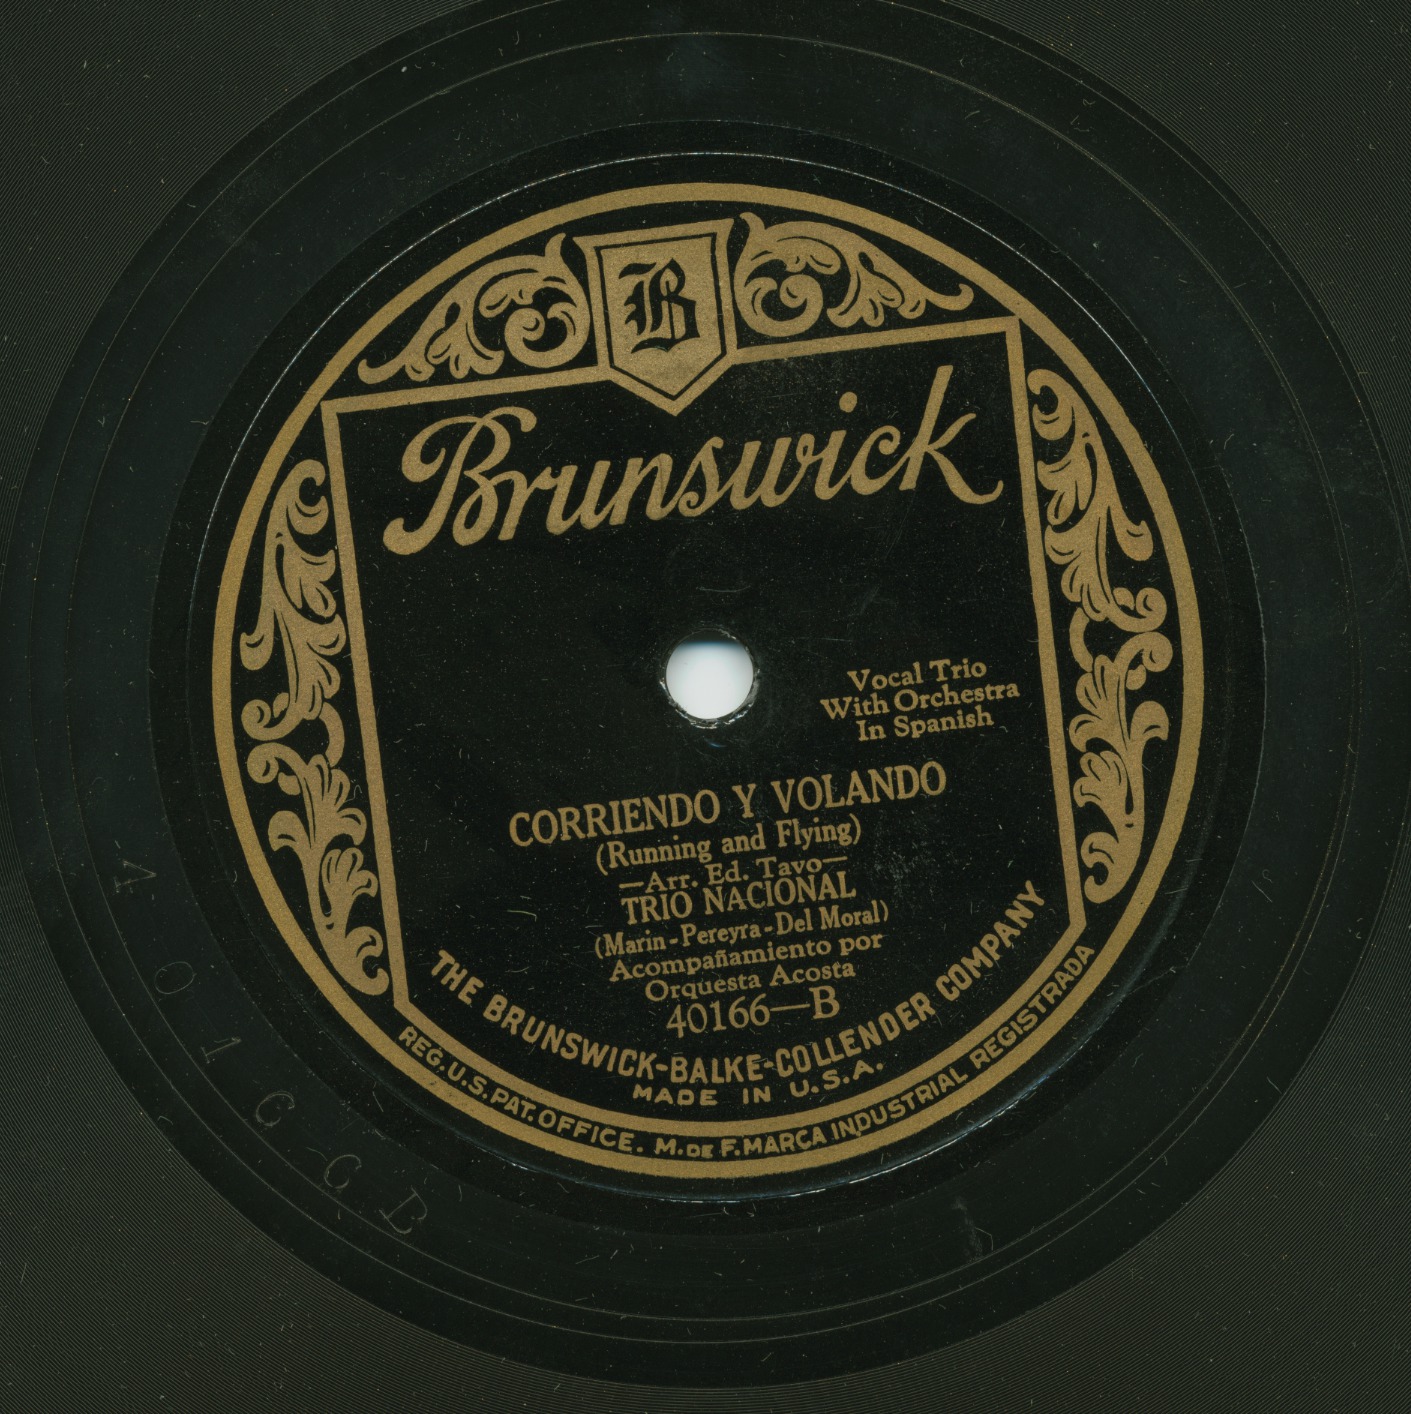 B
Brunswick
Vocal Trio
With Orchestra
In Spanish
CORRIENDO Y VOLANDO
(Running and Flying)
—Arr. Ed. Tavo—
TRIO NACIONAL
(Marin-Pereyra-Del Moral)
Acompañamiento por
Orquesta Acosta
40166—B
THE BRUNSWICK-BALKE-COLLENDER COMPANY
MADE IN U.S.A.
REG.U.S.PAT.OFFICE. M.DE F.MARCA INDUSTRIAL REGISTRADA
40166B